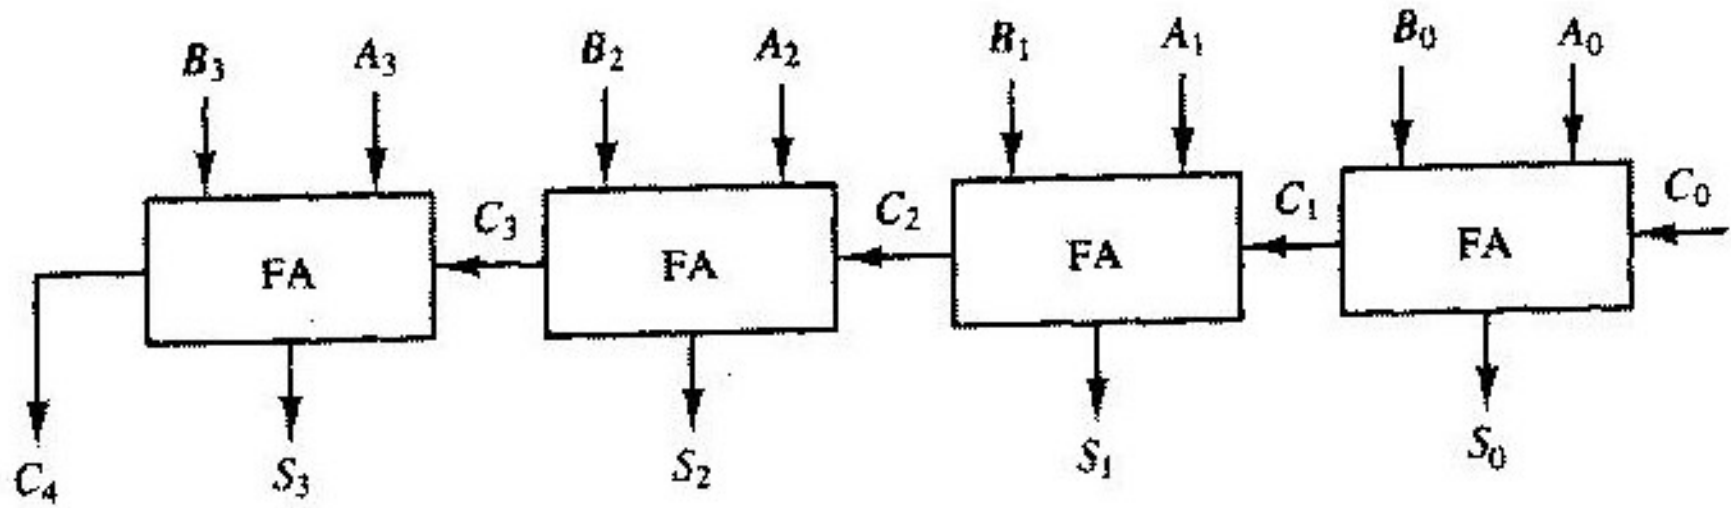 B₃ A₃ B₂ A₂ B₁ A₁ B₀ A₀
C₃ C₂ C₁ C₀
FA FA FA FA
C₄ S₃ S₂ S₁ S₀